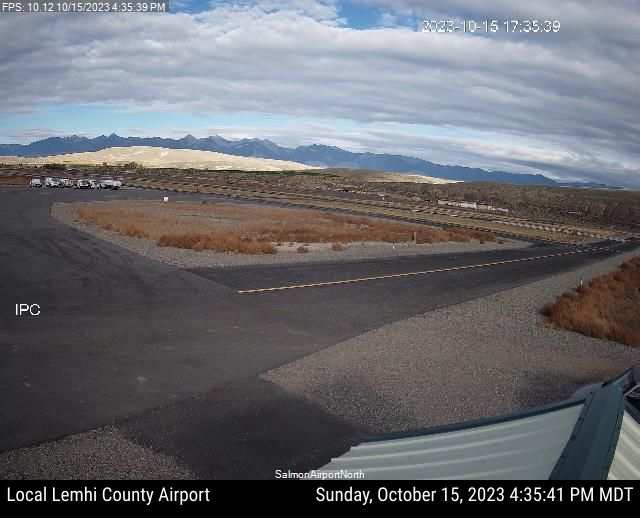 FPS: 10.12 10/15/2023 4:35:39 PM
2023-10-15 17:35:39
IPC
SalmonAirportNorth
Local Lemhi County Airport Sunday, October 15, 2023 4:35:41 PM MDT